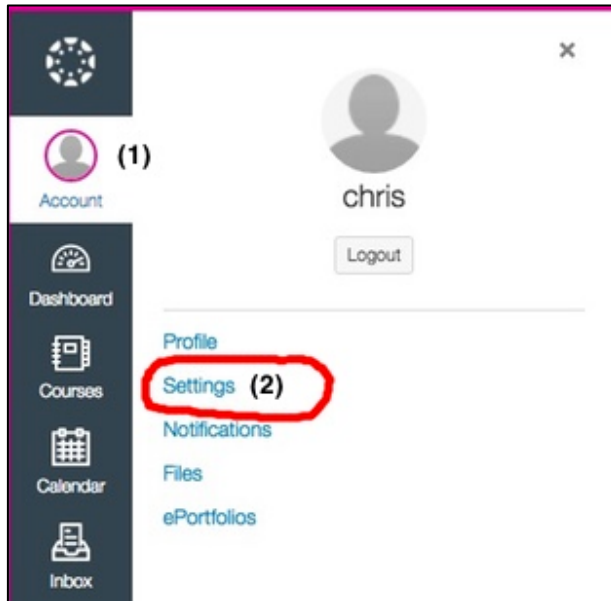 ×
(1)
Account
chris
Logout
Dashboard
Courses
Calendar
Inbox
Profile
Settings (2)
Notifications
Files
ePortfolios